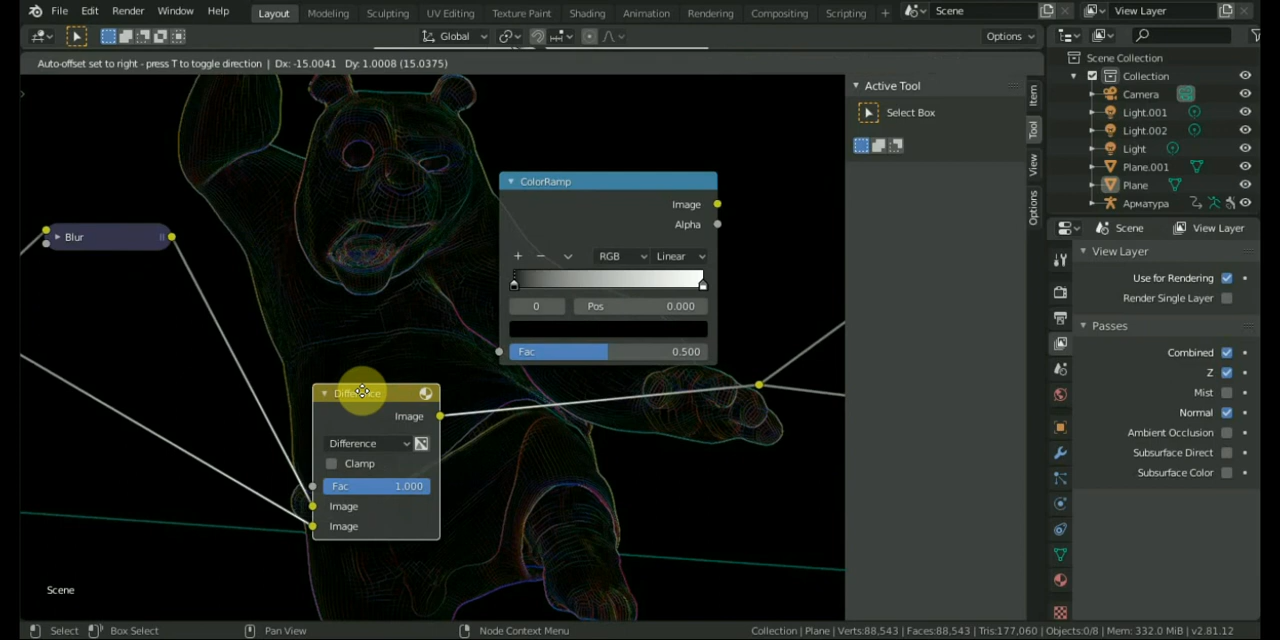 File Edit Render Window Help Layout Modeling Sculpting UV Editing Texture Paint Shading Animation Rendering Compositing Scripting + Scene View Layer
Global Options
Auto-offset set to right - press T to toggle direction | Dx: -15.0041 Dy: 1.0008 (15.0375)
Active Tool
Select Box
Item
Tool
View
Options
Scene Collection
Collection
Camera
Light.001
Light.002
Light
Plane.001
Plane
Арматура
Scene View Layer
View Layer
Use for Rendering
Render Single Layer
Passes
Combined
Z
Mist
Normal
Ambient Occlusion
Subsurface Direct
Subsurface Color
Blur
ColorRamp
Image
Alpha
+ − RGB Linear
0 Pos 0.000
Fac 0.500
Difference
Image
Difference
Clamp
Fac 1.000
Image
Image
Scene
Select Box Select Pan View Node Context Menu Collection | Plane | Verts:88,543 | Faces:88,543 | Tris:177,060 | Objects:0/8 | Mem: 332.0 MiB | v2.81.12